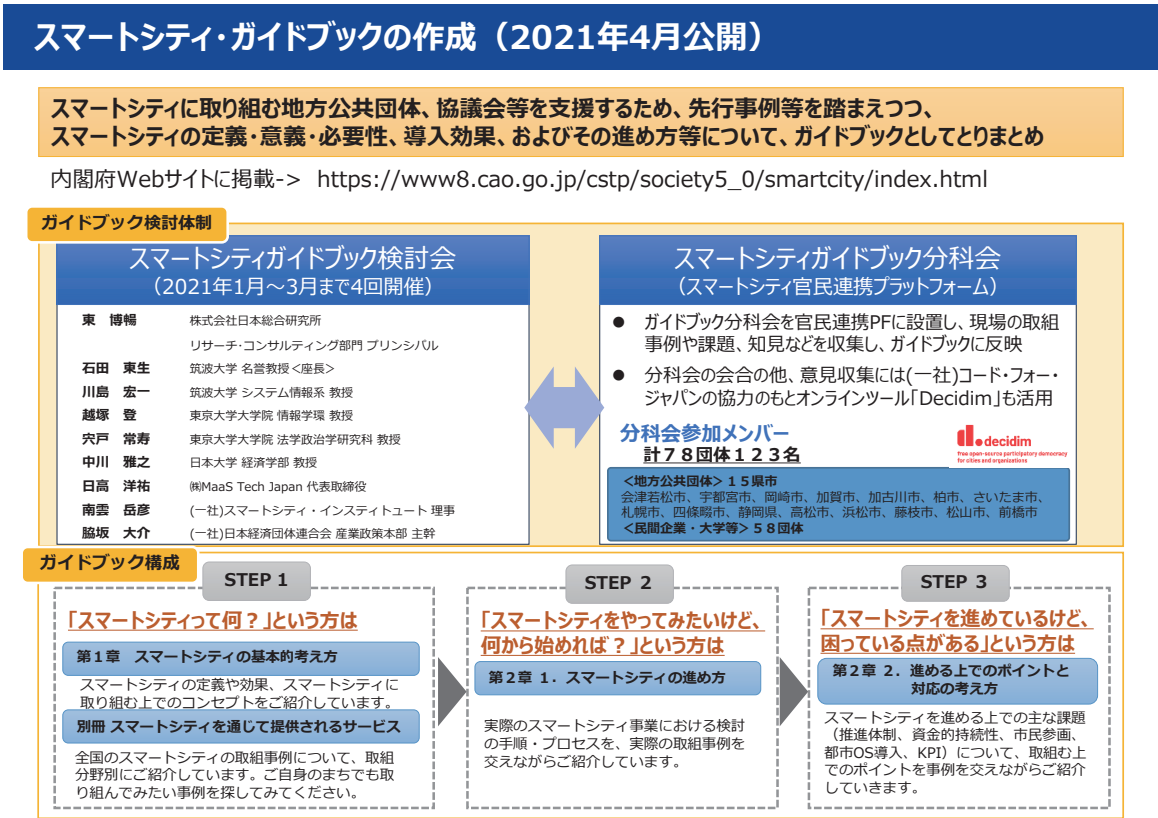 スマートシティ・ガイドブックの作成（2021年4月公開）
スマートシティに取り組む地方公共団体、協議会等を支援するため、先行事例等を踏まえつつ、
スマートシティの定義・意義・必要性、導入効果、およびその進め方等について、ガイドブックとしてとりまとめ
内閣府Webサイトに掲載-> https://www8.cao.go.jp/cstp/society5_0/smartcity/index.html
ガイドブック検討体制
スマートシティガイドブック検討会
（2021年1月～3月まで4回開催）
東 博暢 株式会社日本総合研究所
リサーチ・コンサルティング部門 プリンシパル
石田 東生 筑波大学 名誉教授＜座長＞
川島 宏一 筑波大学 システム情報系 教授
越塚 登 東京大学大学院 情報学環 教授
宍戸 常寿 東京大学大学院 法学政治学研究科 教授
中川 雅之 日本大学 経済学部 教授
日高 洋祐 ㈱MaaS Tech Japan 代表取締役
南雲 岳彦 (一社)スマートシティ・インスティトュート 理事
脇坂 大介 (一社)日本経済団体連合会 産業政策本部 主幹
スマートシティガイドブック分科会
（スマートシティ官民連携プラットフォーム）
● ガイドブック分科会を官民連携PFに設置し、現場の取組
事例や課題、知見などを収集し、ガイドブックに反映
● 分科会の会合の他、意見収集には(一社)コード・フォー・
ジャパンの協力のもとオンラインツール「Decidim」も活用
分科会参加メンバー
計７８団体１２３名
decidim
free open-source participatory democracy
for cities and organizations
＜地方公共団体＞１５県市
会津若松市、宇都宮市、岡崎市、加賀市、加古川市、柏市、さいたま市、
札幌市、四條畷市、静岡県、高松市、浜松市、藤枝市、松山市、前橋市
＜民間企業・大学等＞５８団体
ガイドブック構成
STEP 1
「スマートシティって何？」という方は
第１章 スマートシティの基本的考え方
スマートシティの定義や効果、スマートシティに
取り組む上でのコンセプトをご紹介しています。
別冊 スマートシティを通じて提供されるサービス
全国のスマートシティの取組事例について、取組
分野別にご紹介しています。ご自身のまちでも取
り組んでみたい事例を探してみてください。
STEP 2
「スマートシティをやってみたいけど、
何から始めれば？」という方は
第２章 １．スマートシティの進め方
実際のスマートシティ事業における検討
の手順・プロセスを、実際の取組事例を
交えながらご紹介しています。
STEP 3
「スマートシティを進めているけど、
困っている点がある」という方は
第２章 ２．進める上でのポイントと
対応の考え方
スマートシティを進める上での主な課題
（推進体制、資金的持続性、市民参画、
都市OS導入、KPI）について、取組む上
でのポイントを事例を交えながらご紹介
していきます。